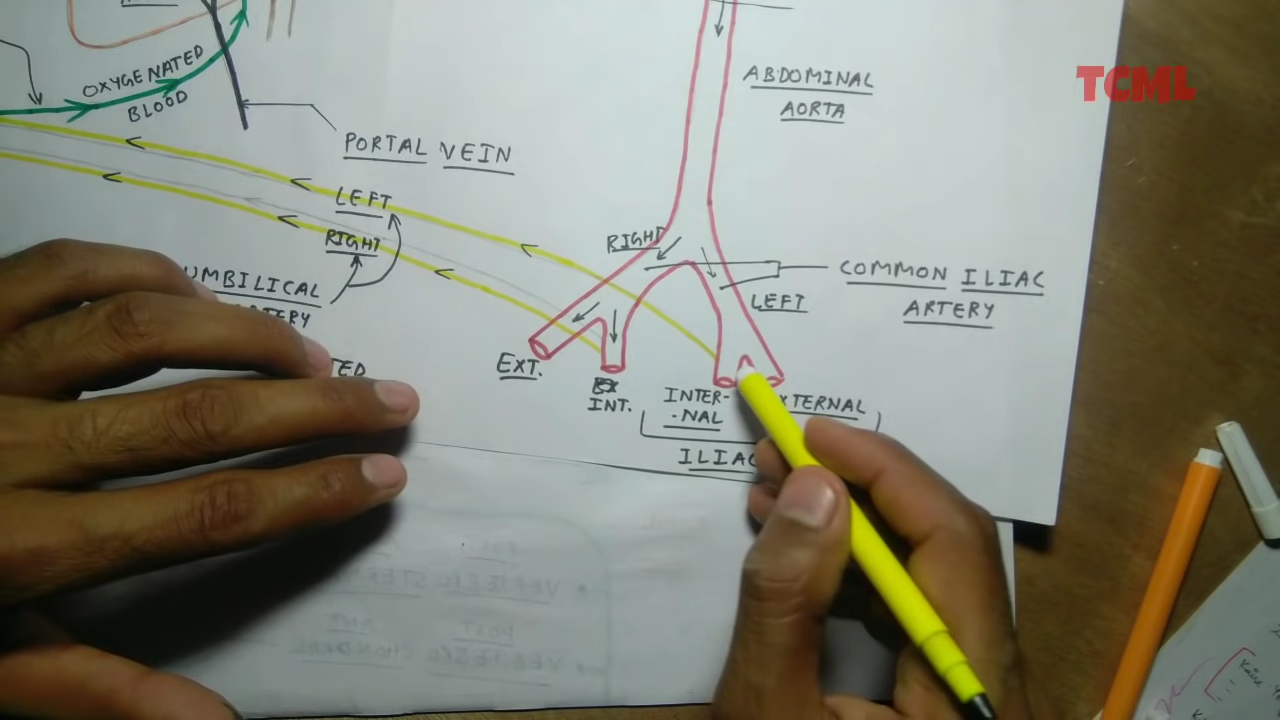 TCML
OXYGENATED
BLOOD
ABDOMINAL
AORTA
PORTAL VEIN
LEFT
RIGHT
UMBILICAL
RIGHT
COMMON ILIAC
ARTERY
LEFT
EXT.
INT.
INTER-
-NAL
EXTERNAL
ILIAC